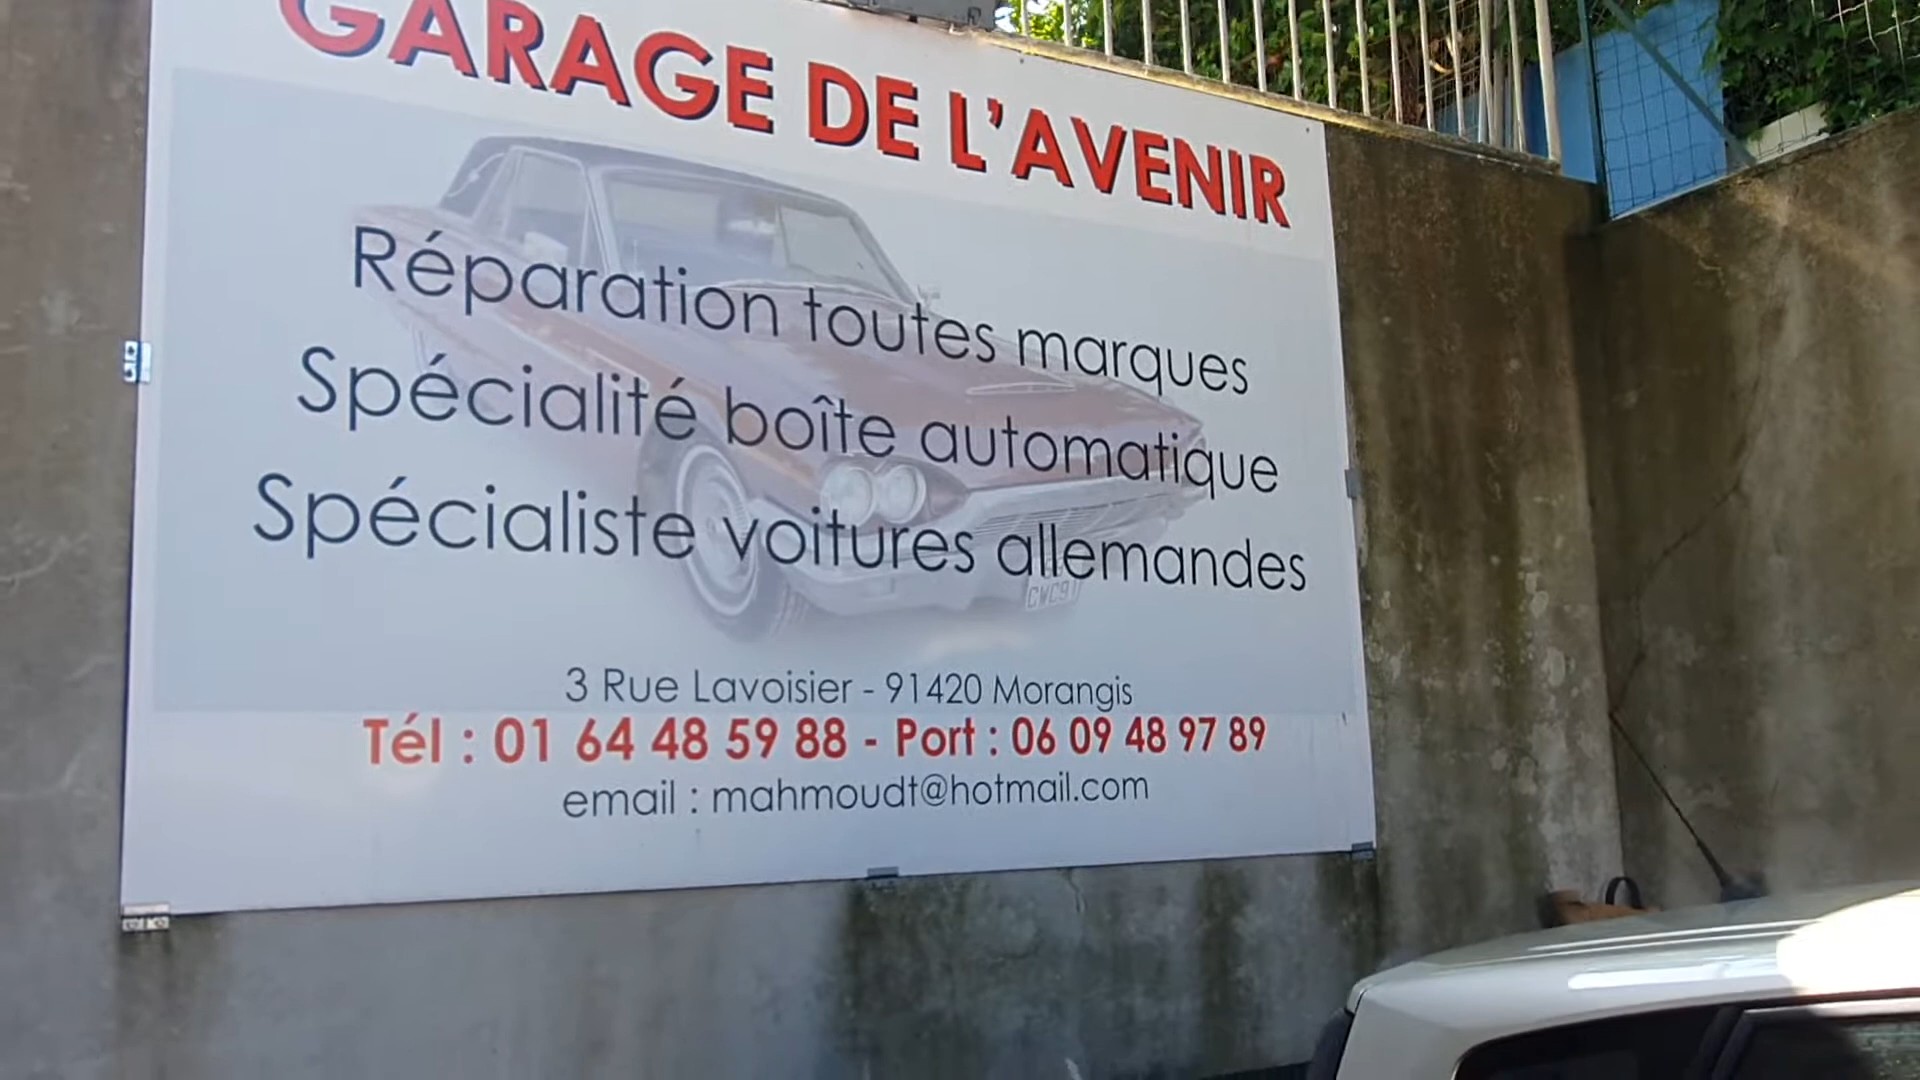 GARAGE DE L'AVENIR
Réparation toutes marques
Spécialité boîte automatique
Spécialiste voitures allemandes
CWC91
3 Rue Lavoisier - 91420 Morangis
Tél : 01 64 48 59 88 - Port : 06 09 48 97 89
email : mahmoudt@hotmail.com